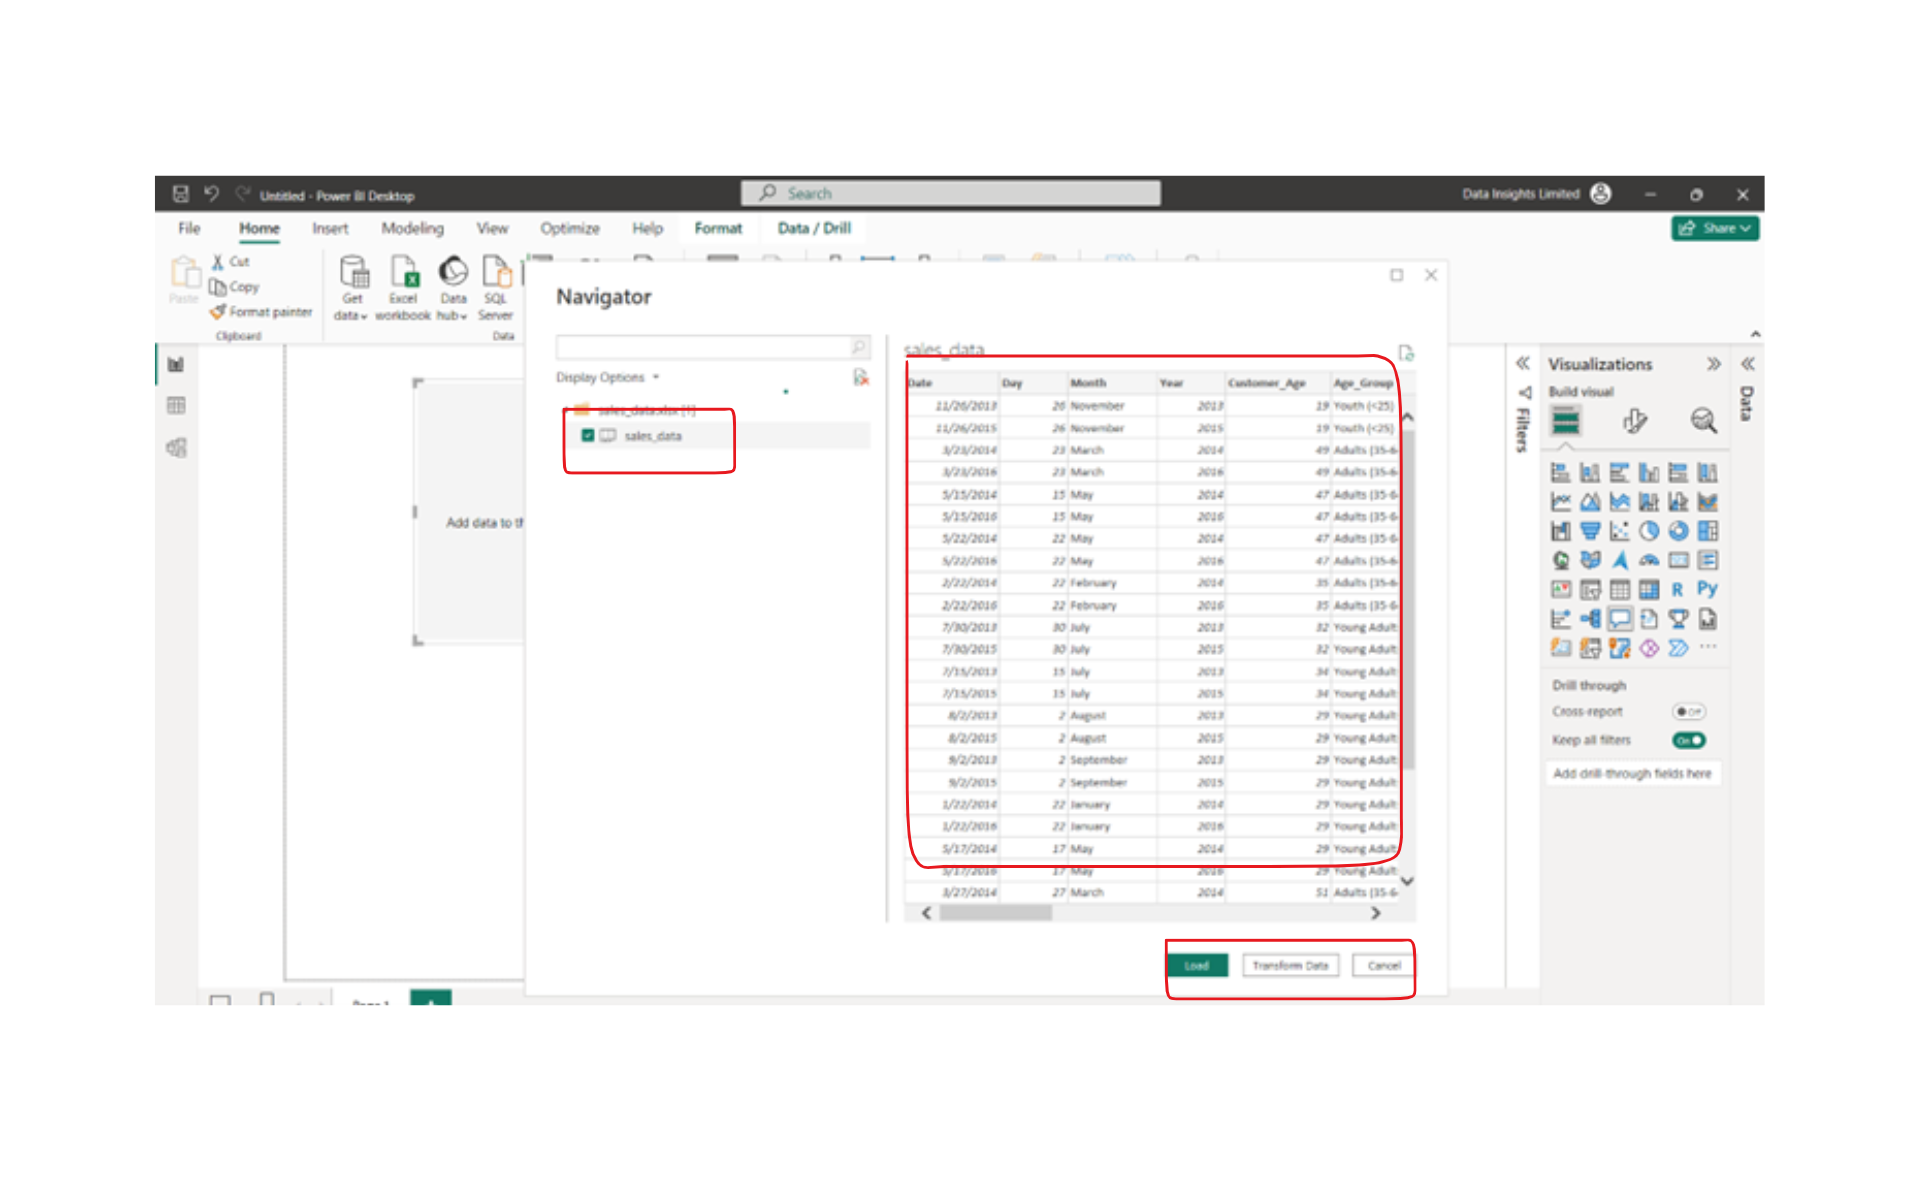 Untitled - Power BI Desktop
Search
Data Insights Limited
File Home Insert Modeling View Optimize Help Format Data / Drill
Share
Paste
Cut
Copy
Format painter
Clipboard
Get data
Excel workbook
Data hub
SQL Server
Data
Add data to th
Navigator
Display Options
sales_data.xlsx [1]
sales_data
sales_data
Date Day Month Year Customer_Age Age_Group
11/26/2013 26 November 2013 19 Youth (<25)
11/26/2015 26 November 2015 19 Youth (<25)
3/23/2014 23 March 2014 49 Adults (35-6
3/23/2016 23 March 2016 49 Adults (35-6
5/15/2014 15 May 2014 47 Adults (35-6
5/15/2016 15 May 2016 47 Adults (35-6
5/22/2014 22 May 2014 47 Adults (35-6
5/22/2016 22 May 2016 47 Adults (35-6
2/22/2014 22 February 2014 35 Adults (35-6
2/22/2016 22 February 2016 35 Adults (35-6
7/30/2013 30 July 2013 32 Young Adult
7/30/2015 30 July 2015 32 Young Adult
7/15/2013 15 July 2013 34 Young Adult
7/15/2015 15 July 2015 34 Young Adult
8/2/2013 2 August 2013 29 Young Adult
8/2/2015 2 August 2015 29 Young Adult
9/2/2013 2 September 2013 29 Young Adult
9/2/2015 2 September 2015 29 Young Adult
1/22/2014 22 January 2014 29 Young Adult
1/22/2016 22 January 2016 29 Young Adult
5/17/2014 17 May 2014 29 Young Adult
5/17/2016 17 May 2016 29 Young Adult
3/27/2014 27 March 2014 51 Adults (35-6
Load Transform Data Cancel
Filters
Visualizations
Build visual
R Py
Drill through
Cross-report Off
Keep all filters On
Add drill-through fields here
Data
Page 1